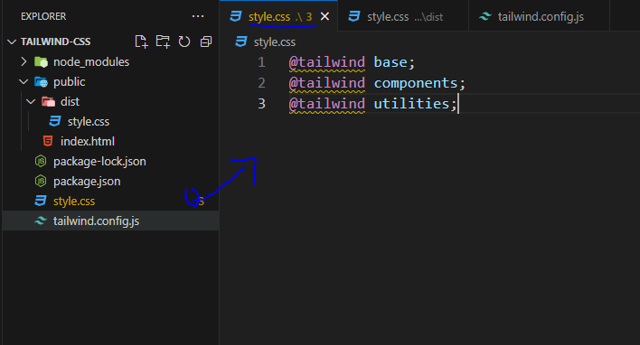 EXPLORER ···
TAILWIND-CSS
node_modules
public
dist
style.css
index.html
package-lock.json
package.json
style.css
tailwind.config.js
style.css .\ 3
style.css ...\dist
tailwind.config.js
style.css
1 @tailwind base;
2 @tailwind components;
3 @tailwind utilities;